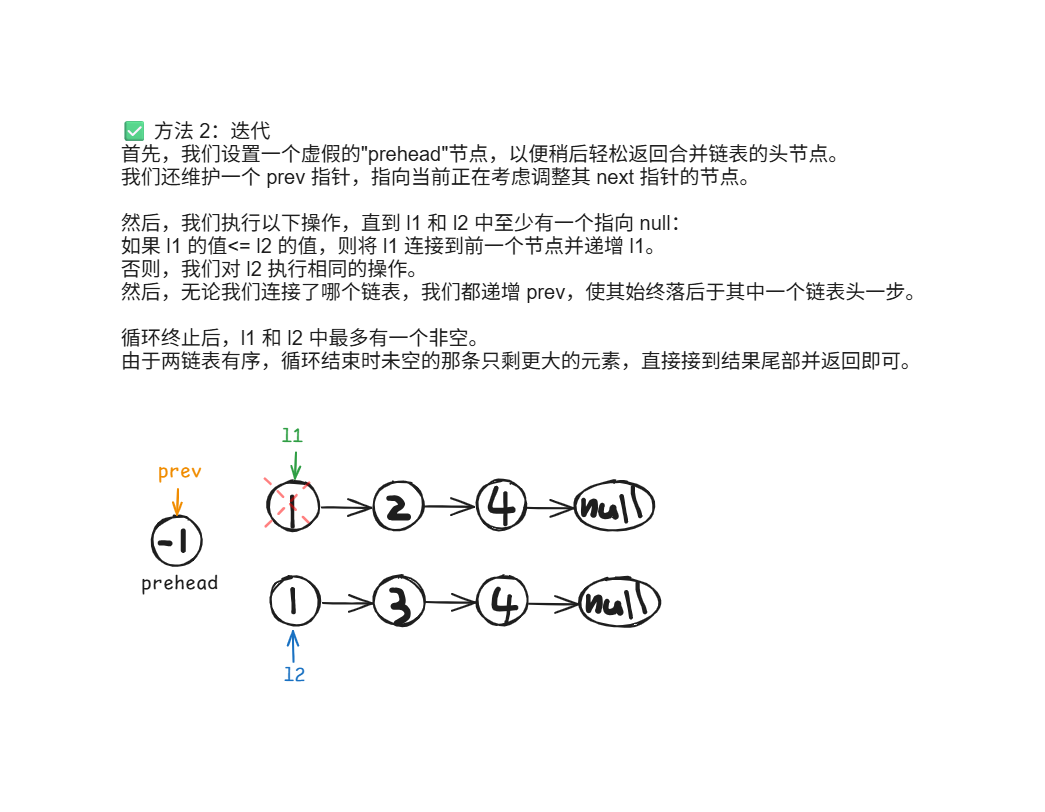 ✅ 方法 2：迭代
首先，我们设置一个虚假的"prehead"节点，以便稍后轻松返回合并链表的头节点。
我们还维护一个 prev 指针，指向当前正在考虑调整其 next 指针的节点。
然后，我们执行以下操作，直到 l1 和 l2 中至少有一个指向 null：
如果 l1 的值<= l2 的值，则将 l1 连接到前一个节点并递增 l1。
否则，我们对 l2 执行相同的操作。
然后，无论我们连接了哪个链表，我们都递增 prev，使其始终落后于其中一个链表头一步。
循环终止后，l1 和 l2 中最多有一个非空。
由于两链表有序，循环结束时未空的那条只剩更大的元素，直接接到结果尾部并返回即可。
l1
prev
1 2 4 null
-1
prehead
1 3 4 null
l2